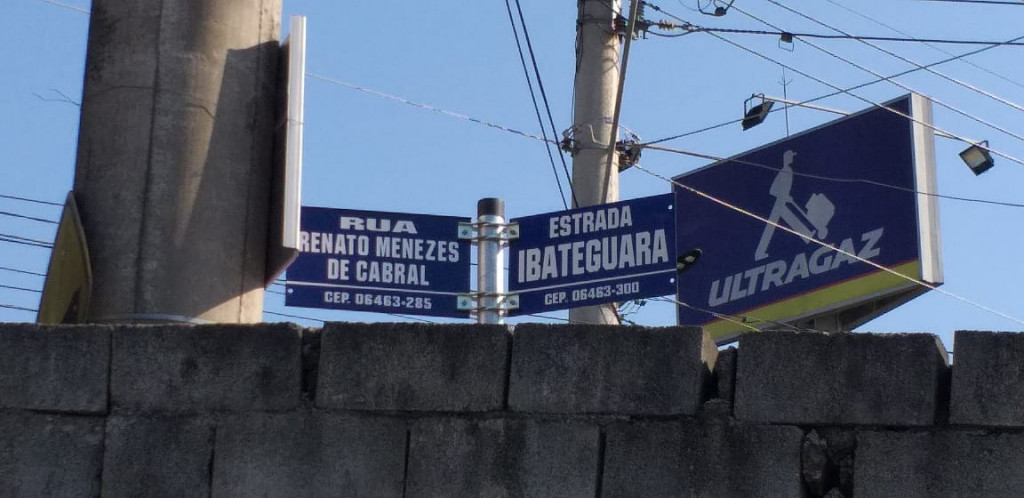 RUA
RENATO MENEZES
DE CABRAL
CEP. 06463-285
ESTRADA
IBATEGUARA
CEP. 06463-300
ULTRAGAZ